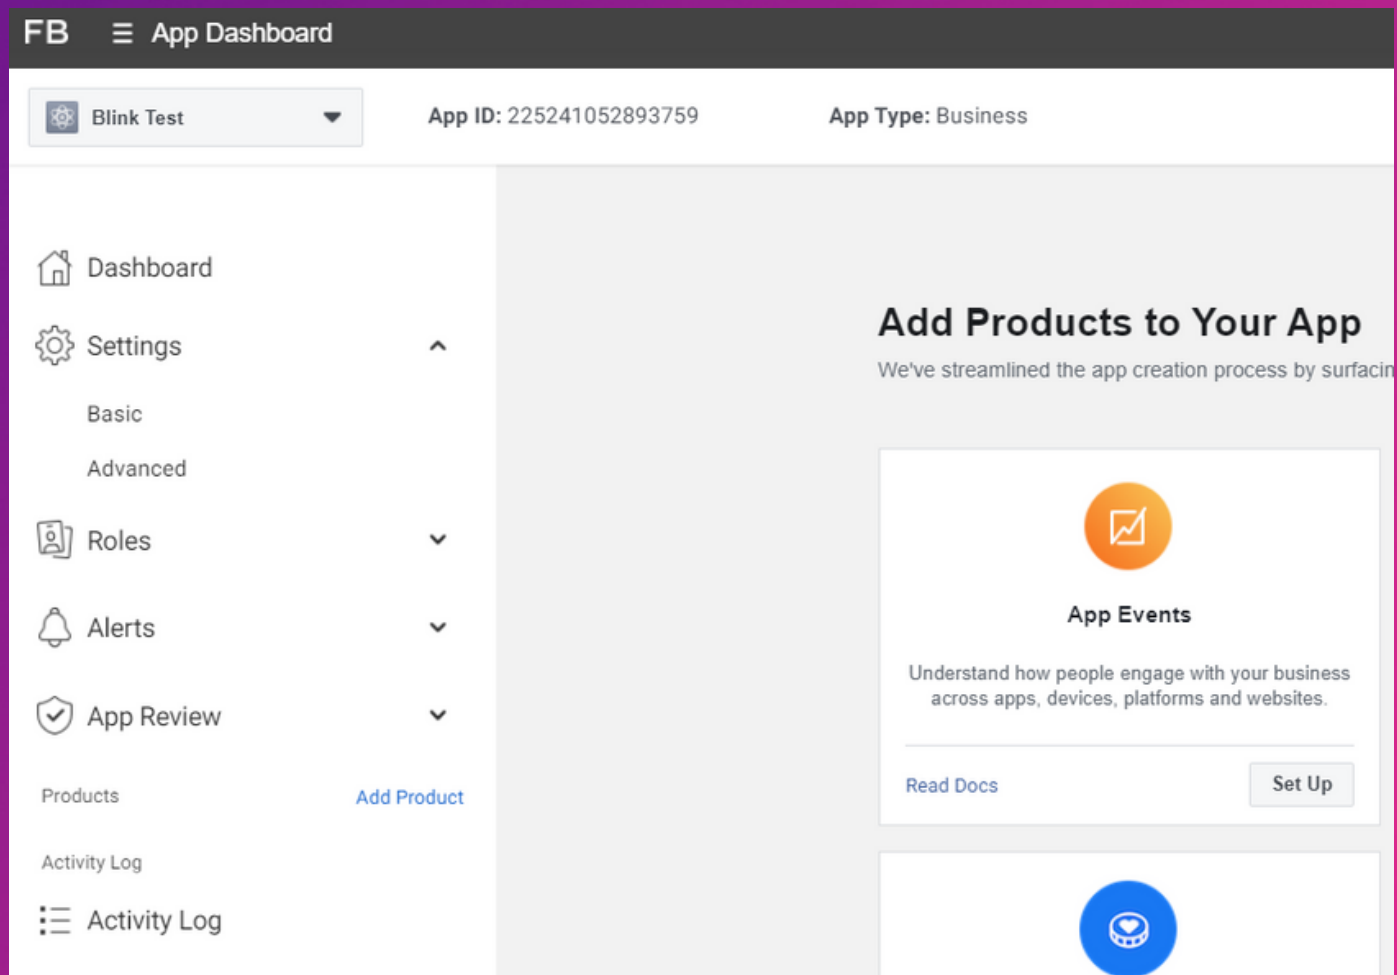 FB
App Dashboard
Blink Test
App ID: 225241052893759
App Type: Business
Dashboard
Settings
Basic
Advanced
Roles
Alerts
App Review
Products
Add Product
Activity Log
Activity Log
Add Products to Your App
We've streamlined the app creation process by surfacin
App Events
Understand how people engage with your business
across apps, devices, platforms and websites.
Read Docs
Set Up